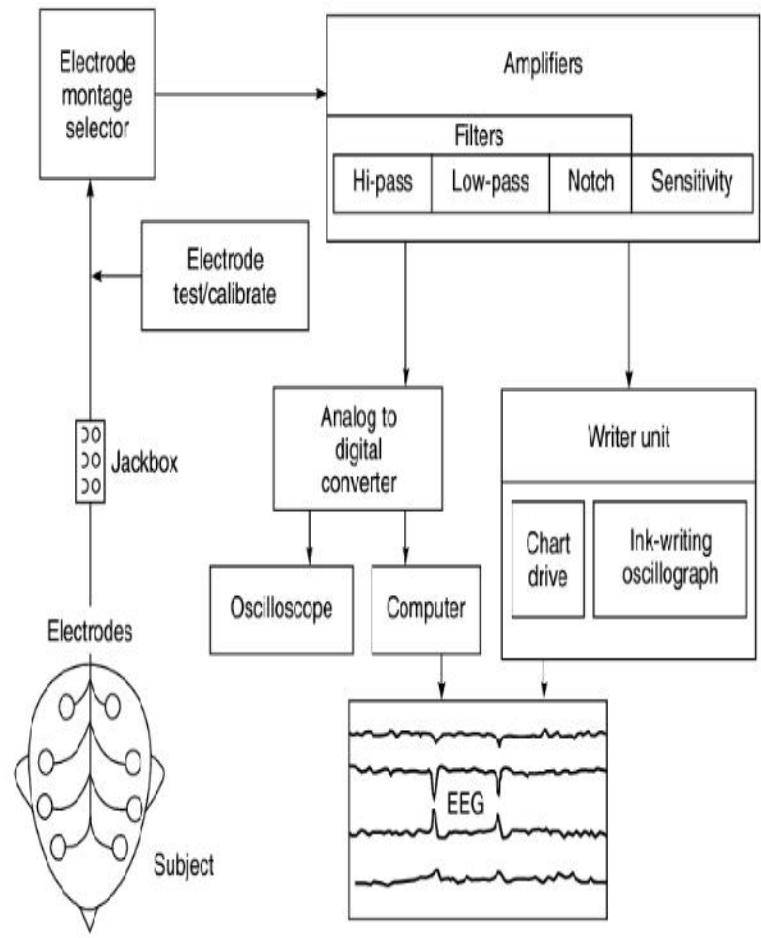 Electrode
montage
selector
Amplifiers
Filters
Hi-pass
Low-pass
Notch
Sensitivity
Electrode
test/calibrate
Jackbox
Analog to
digital
converter
Writer unit
Chart
drive
Ink-writing
oscillograph
Oscilloscope
Computer
Electrodes
EEG
Subject